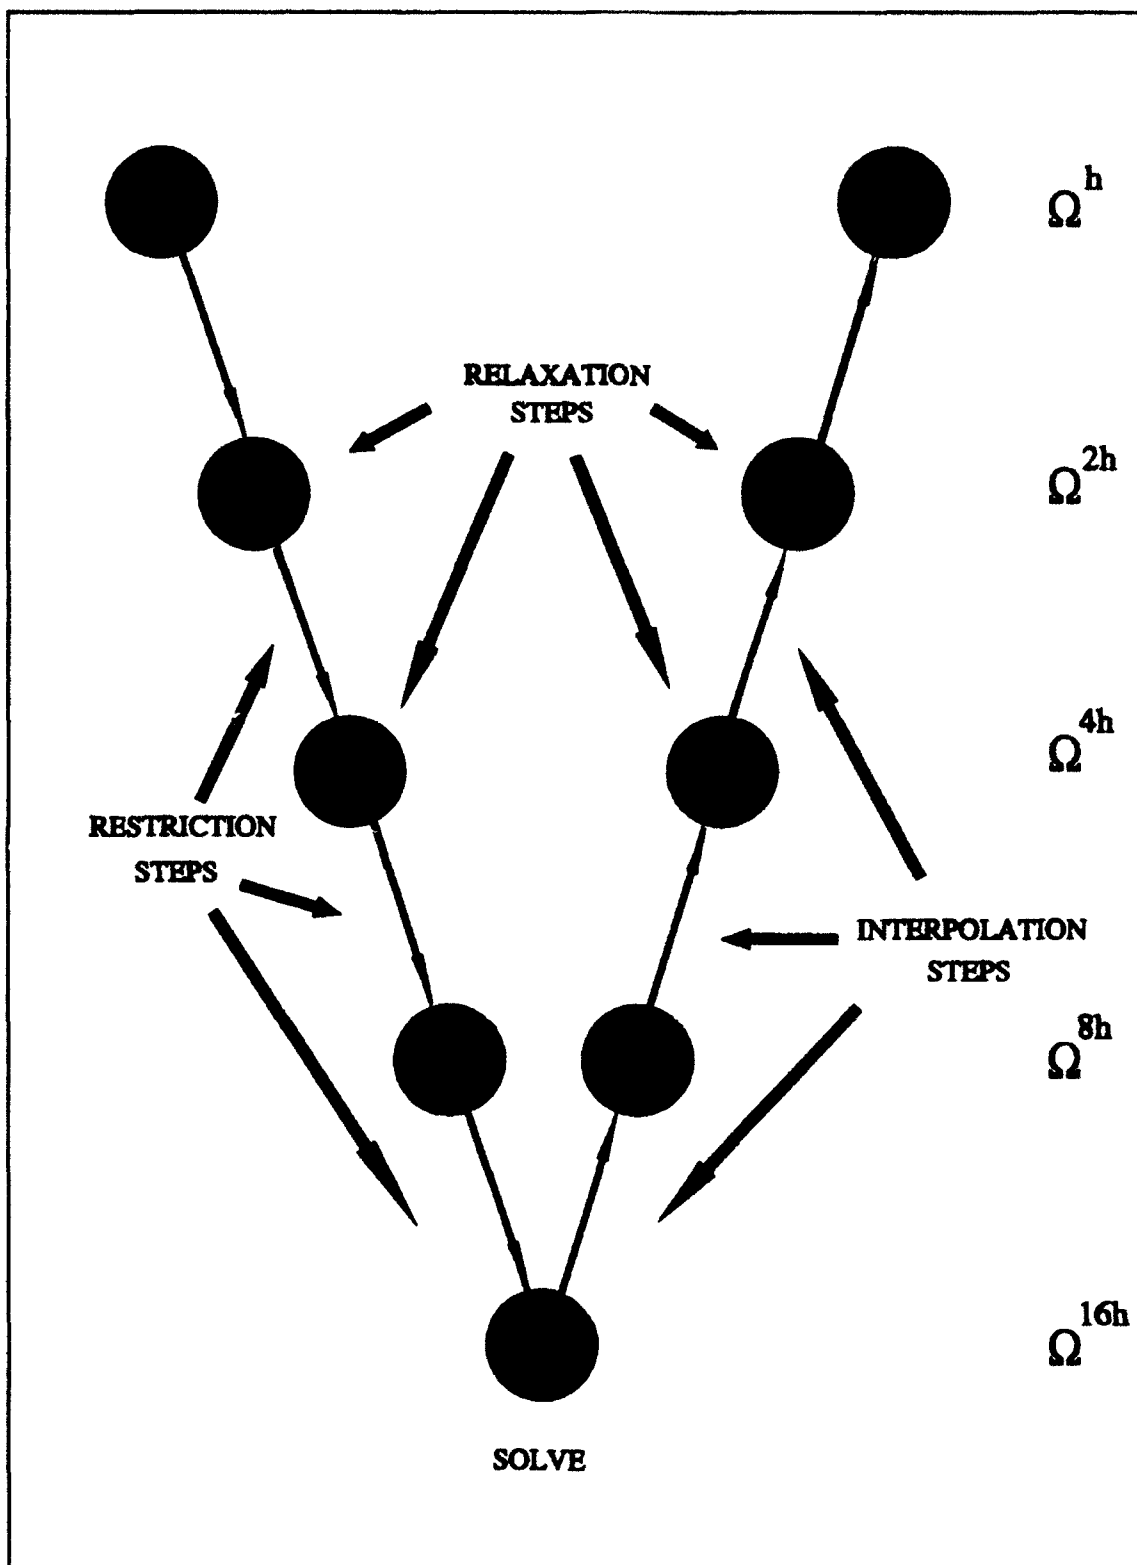 Ω^h
RELAXATION
STEPS
Ω^2h
Ω^4h
RESTRICTION
STEPS
INTERPOLATION
STEPS
Ω^8h
Ω^16h
SOLVE